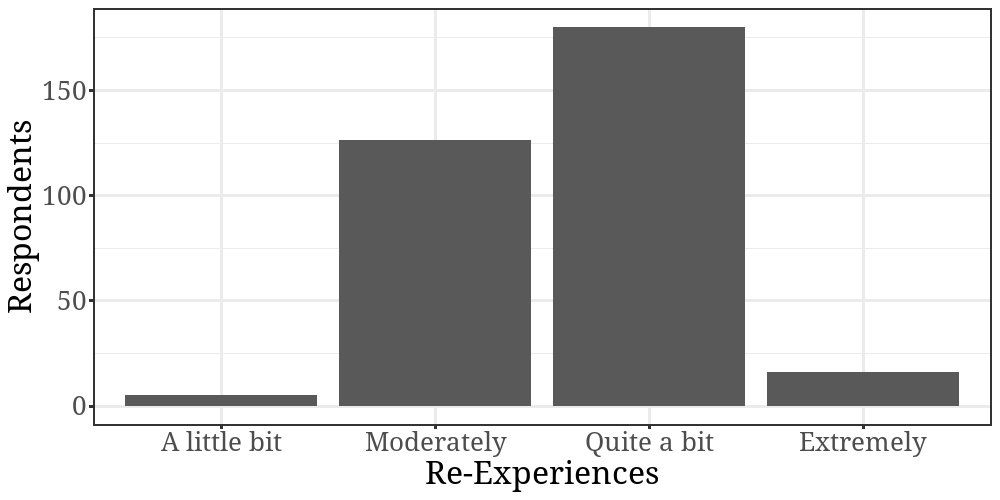 Respondents
150
100
50
0
A little bit Moderately Quite a bit Extremely
Re-Experiences